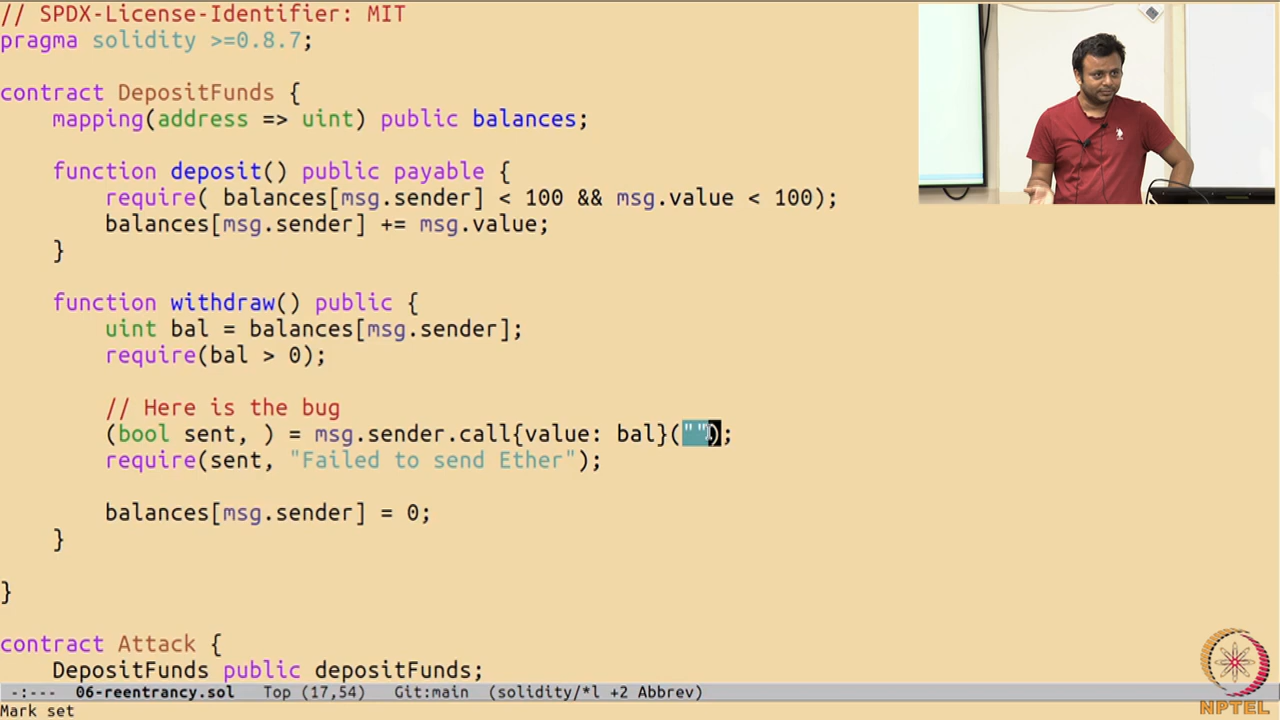 // SPDX-License-Identifier: MIT
pragma solidity >=0.8.7;
contract DepositFunds {
mapping(address => uint) public balances;
function deposit() public payable {
require( balances[msg.sender] < 100 && msg.value < 100);
balances[msg.sender] += msg.value;
}
function withdraw() public {
uint bal = balances[msg.sender];
require(bal > 0);
// Here is the bug
(bool sent, ) = msg.sender.call{value: bal}("");
require(sent, "Failed to send Ether");
balances[msg.sender] = 0;
}
}
contract Attack {
DepositFunds public depositFunds;
-:--- 06-reentrancy.sol Top (17,54) Git:main (solidity/*l +2 Abbrev)
Mark set
NPTEL